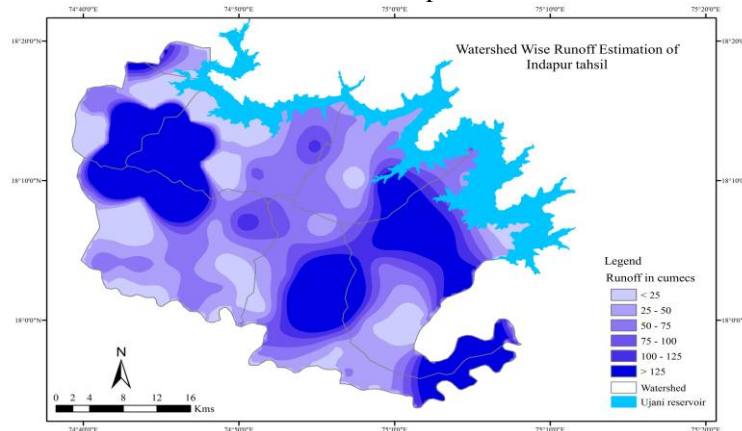 74°40'0"E 74°50'0"E 75°0'0"E 75°10'0"E 75°20'0"E
18°20'0"N 18°20'0"N
Watershed Wise Runoff Estimation of
Indapur tahsil
18°10'0"N 18°10'0"N
Legend
Runoff in cumecs
< 25
25 - 50
18°0'0"N 50 - 75 18°0'0"N
75 - 100
100 - 125
> 125
N
Watershed
0 2 4 8 12 16
Ujani reservoir
Kms
74°40'0"E 74°50'0"E 75°0'0"E 75°10'0"E 75°20'0"E